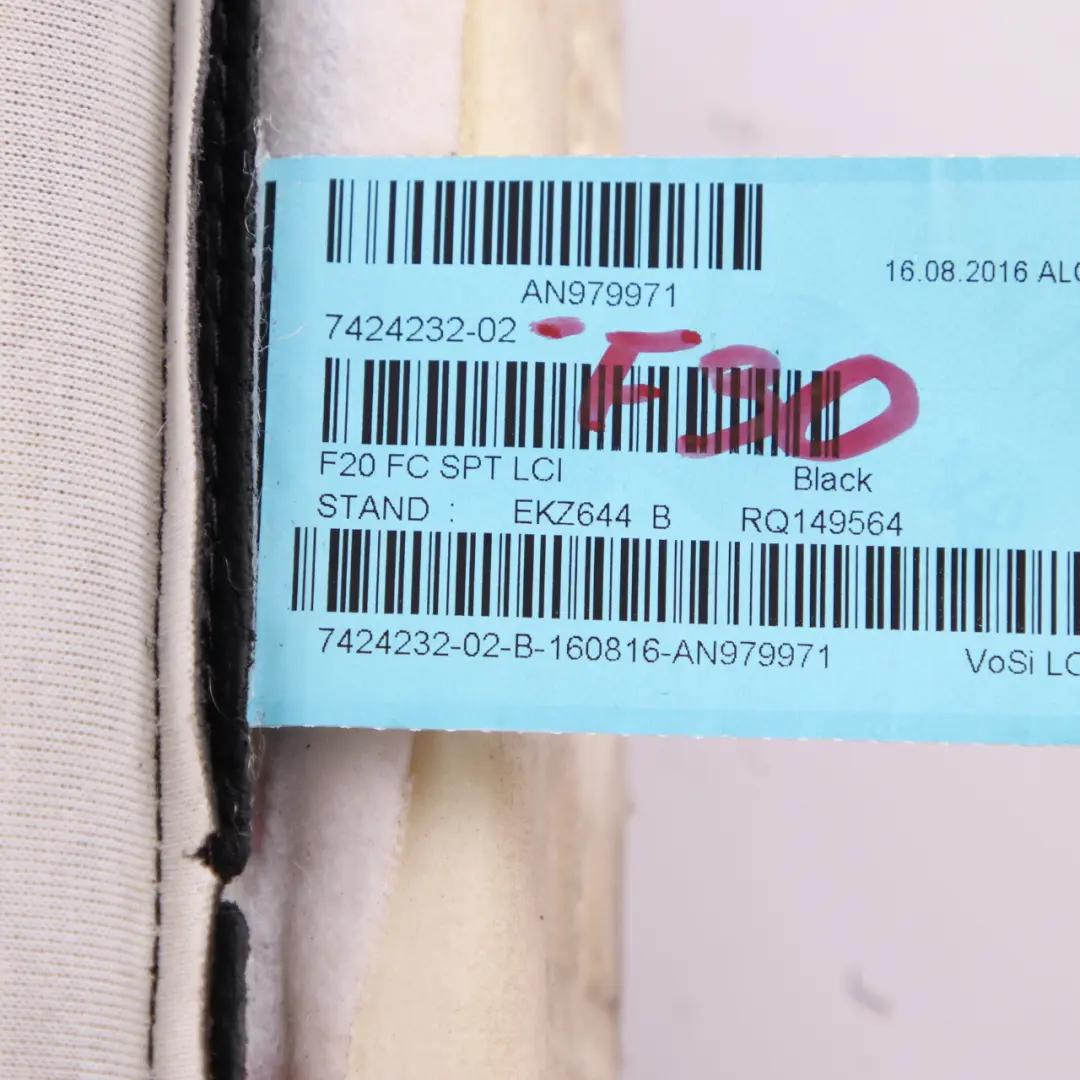 AN979971
16.08.2016
7424232-02
F30
F20 FC SPT LCI Black
STAND : EKZ644 B RQ149564
7424232-02-B-160816-AN979971
VoSi